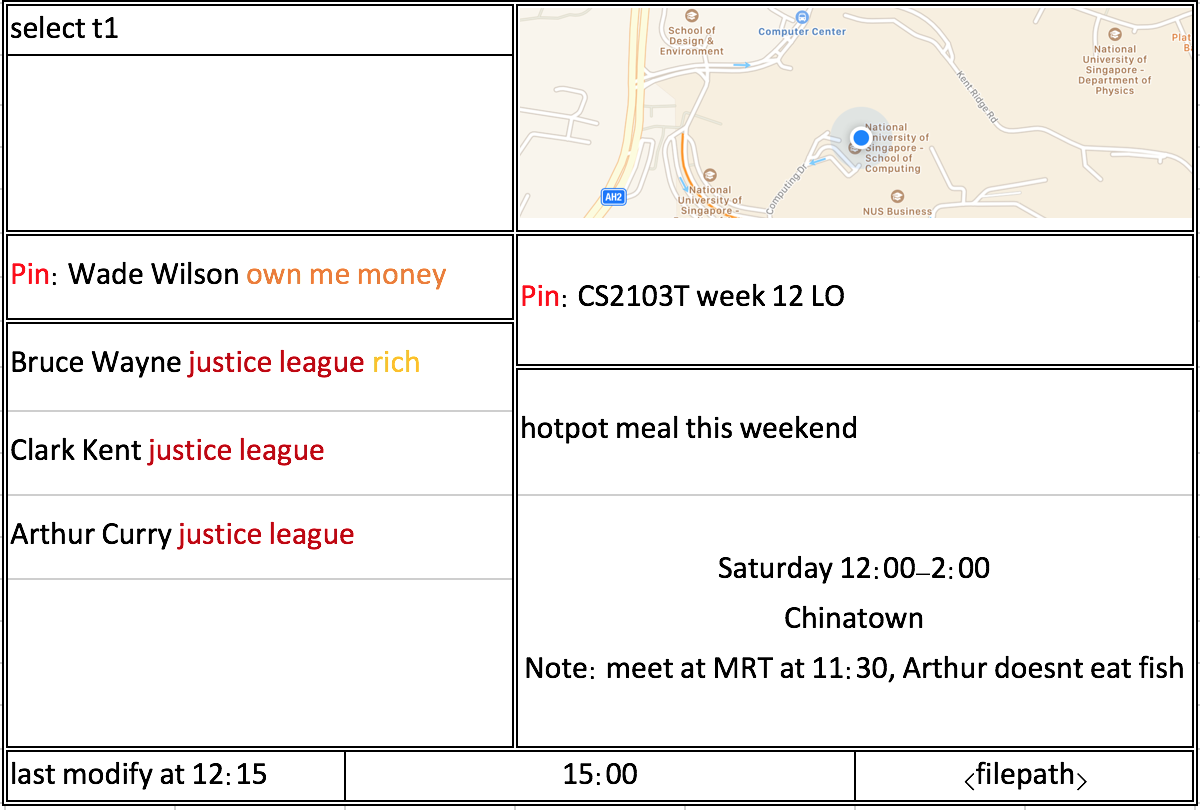 select t1
School of
Design &
Environment
Computer Center
Kent Ridge Rd
National
University of
Singapore -
Department of
Physics
Plat
B
National
University of
Singapore -
School of
Computing
Computing Dr
AH2
National
University of
Singapore -
NUS Business
Pin: Wade Wilson own me money
Pin: CS2103T week 12 LO
Bruce Wayne justice league rich
Clark Kent justice league
Arthur Curry justice league
hotpot meal this weekend
Saturday 12:00–2:00
Chinatown
Note: meet at MRT at 11:30, Arthur doesnt eat fish
last modify at 12:15
15:00
<filepath>